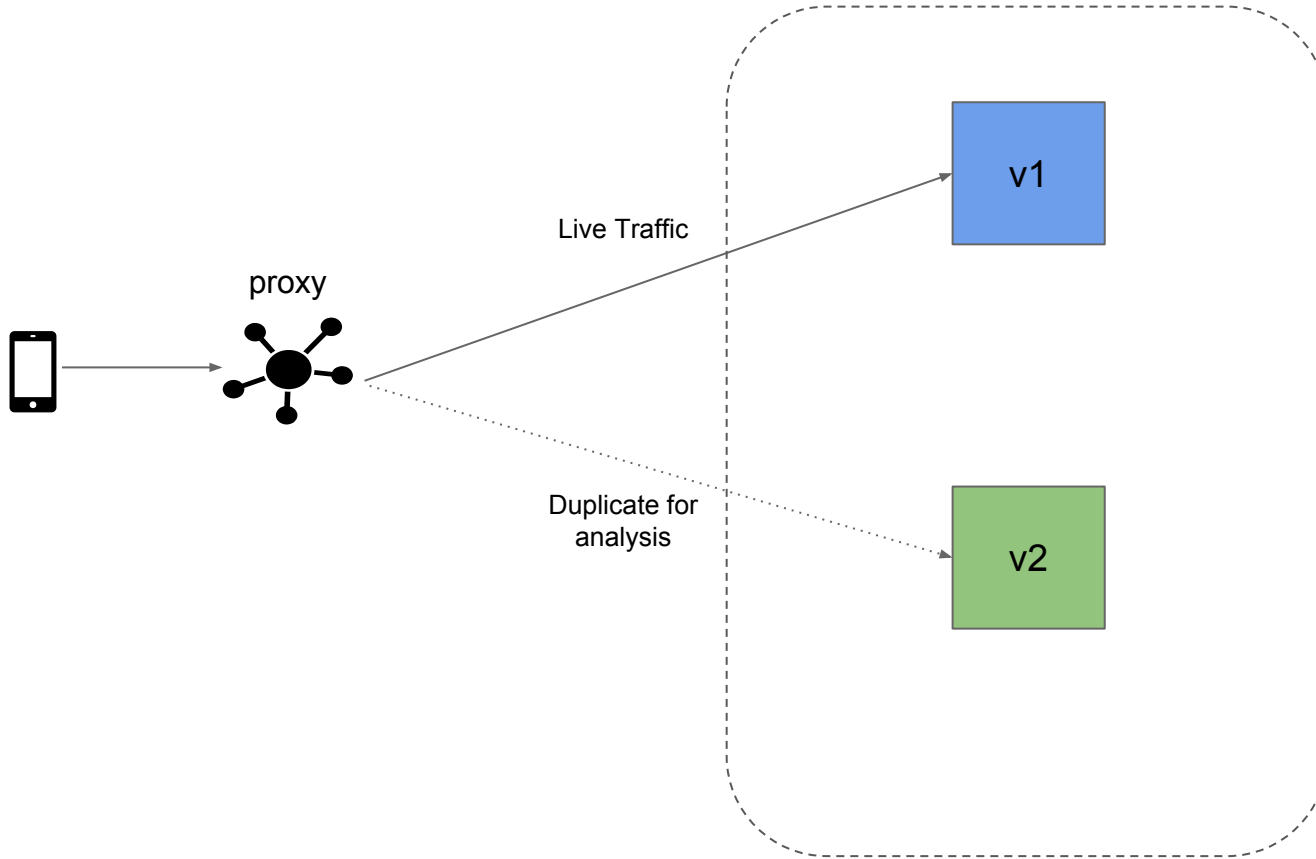 v1
Live Traffic
proxy
Duplicate for
analysis
v2